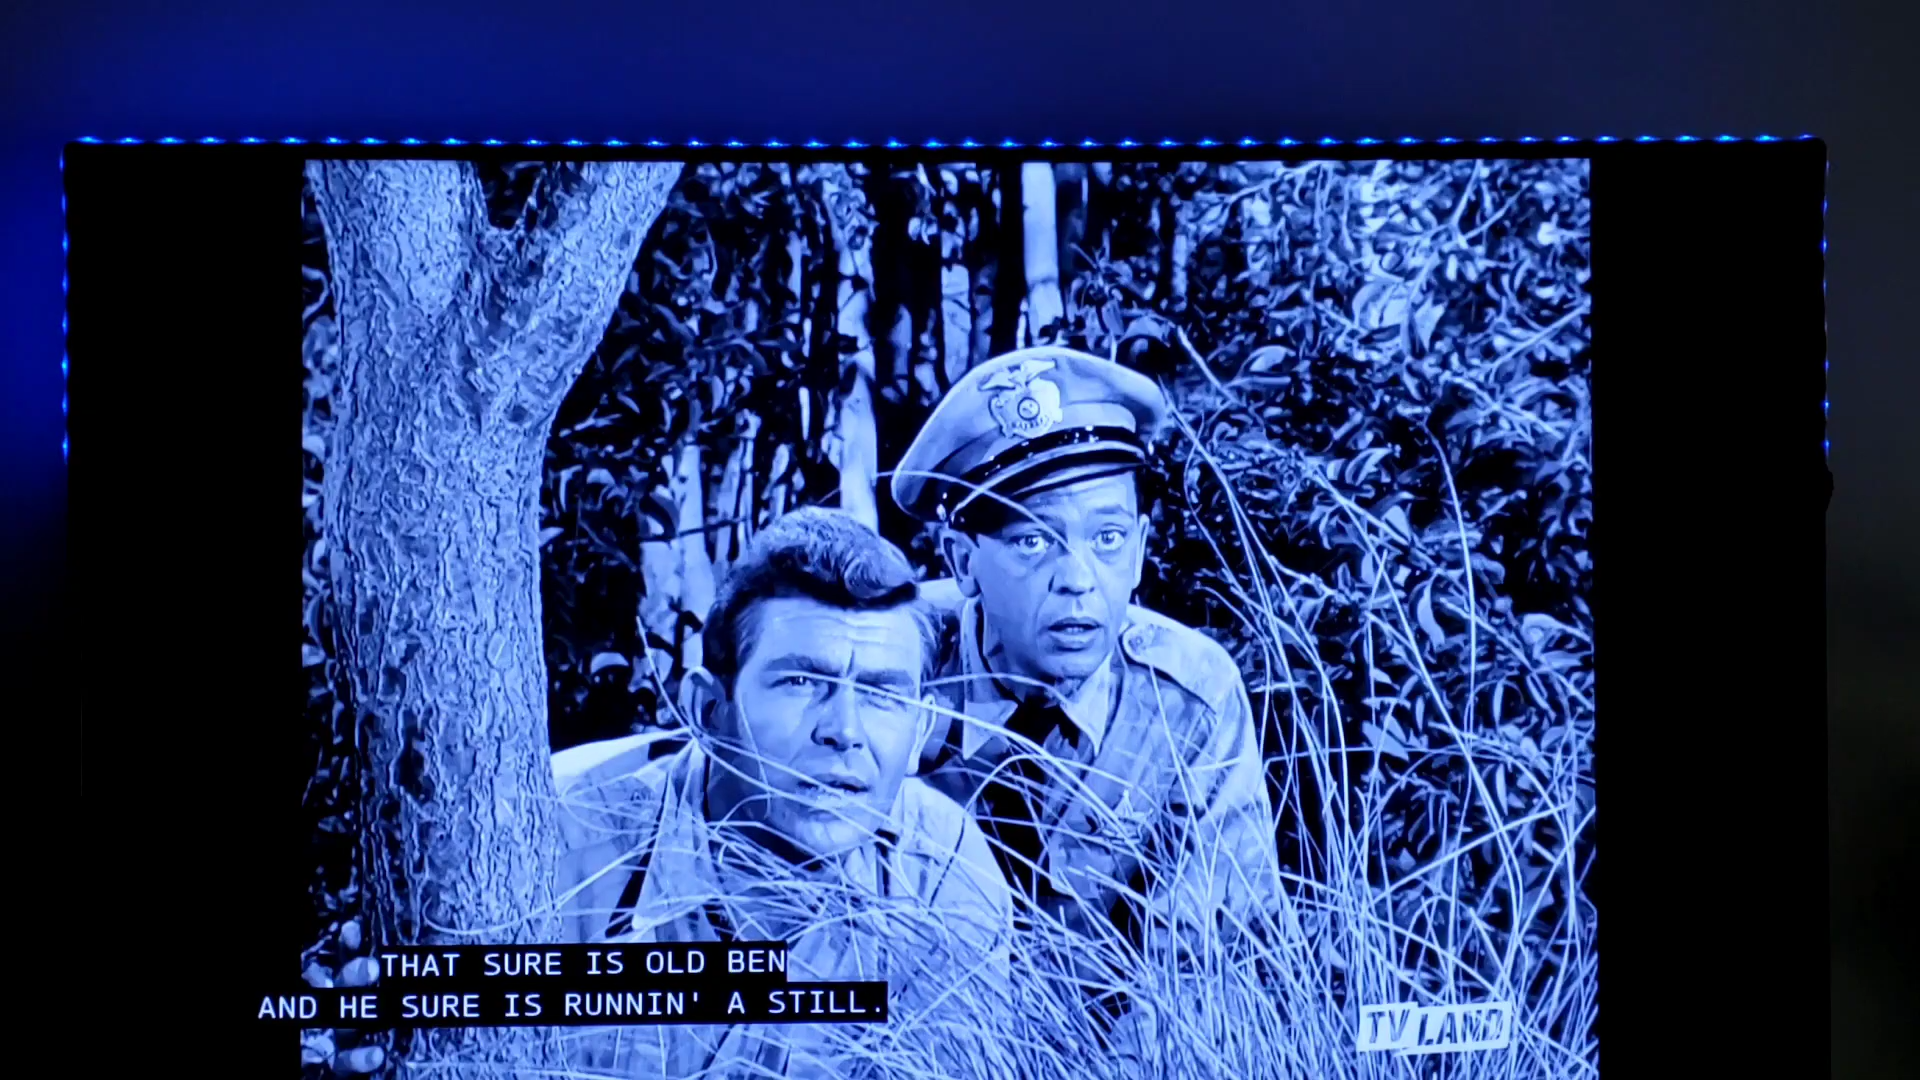 THAT SURE IS OLD BEN
AND HE SURE IS RUNNIN' A STILL.
TV LAND